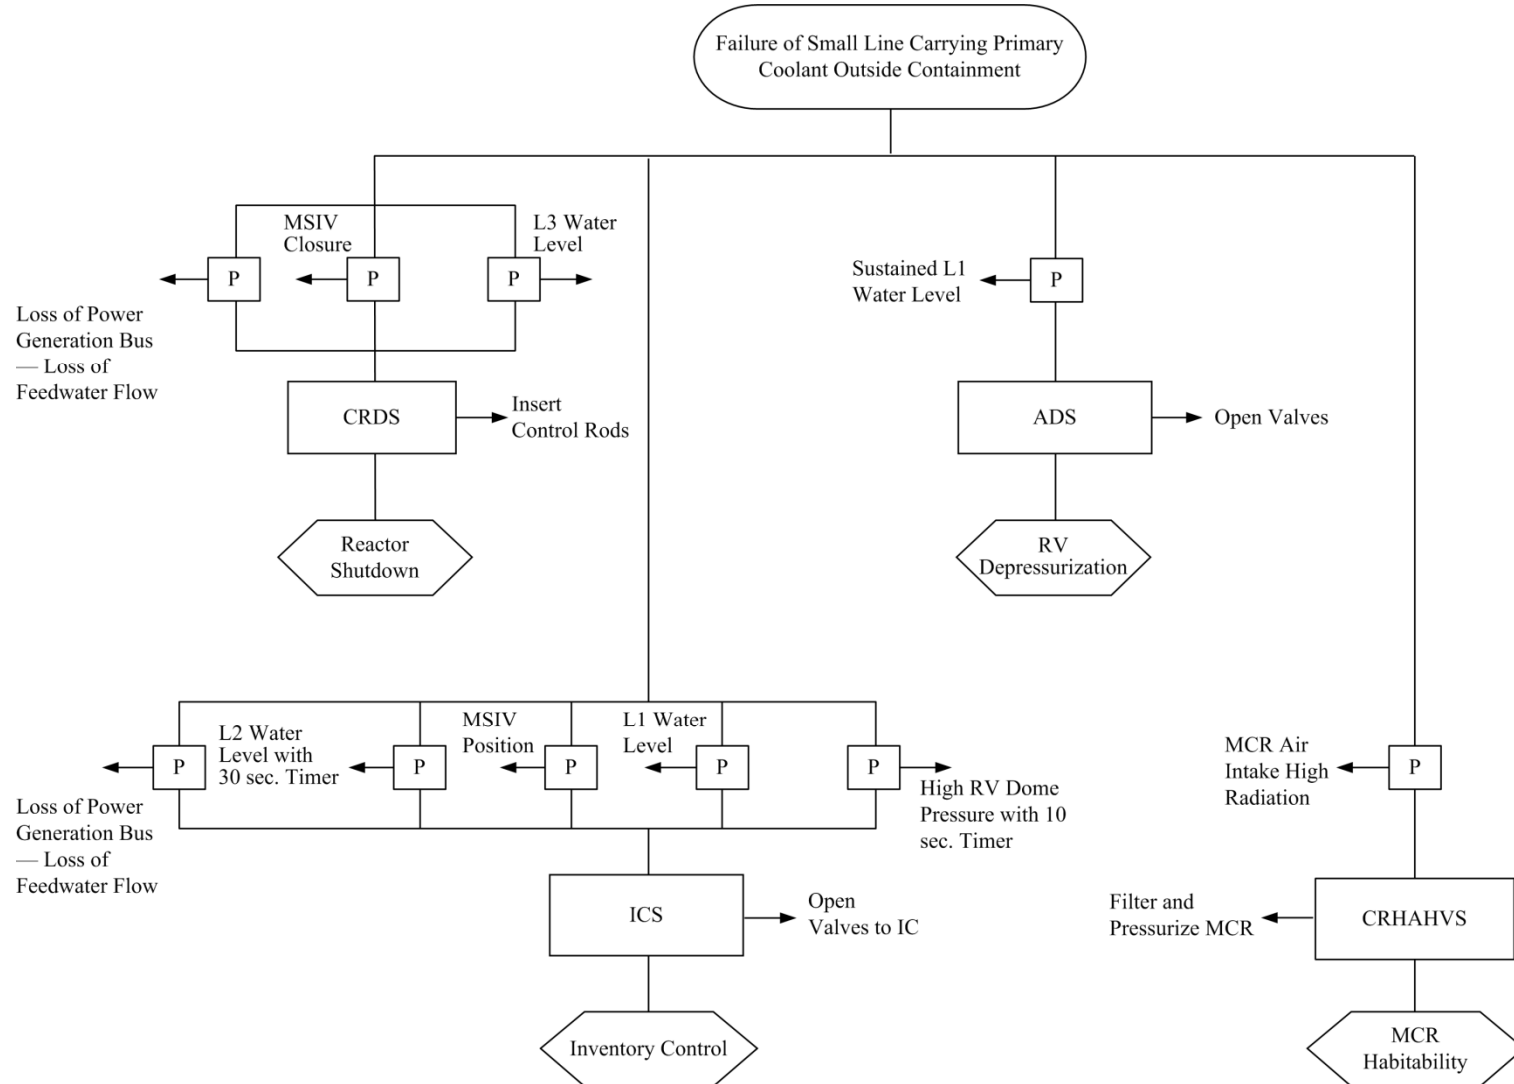 Failure of Small Line Carrying Primary
Coolant Outside Containment
MSIV
Closure
L3 Water
Level
P
P
P
Loss of Power
Generation Bus
— Loss of
Feedwater Flow
CRDS
Insert
Control Rods
Reactor
Shutdown
Sustained L1
Water Level
P
ADS
Open Valves
RV
Depressurization
L2 Water
Level with
30 sec. Timer
MSIV
Position
L1 Water
Level
P
P
P
P
P
Loss of Power
Generation Bus
— Loss of
Feedwater Flow
High RV Dome
Pressure with 10
sec. Timer
ICS
Open
Valves to IC
Inventory Control
MCR Air
Intake High
Radiation
P
Filter and
Pressurize MCR
CRHAHVS
MCR
Habitability